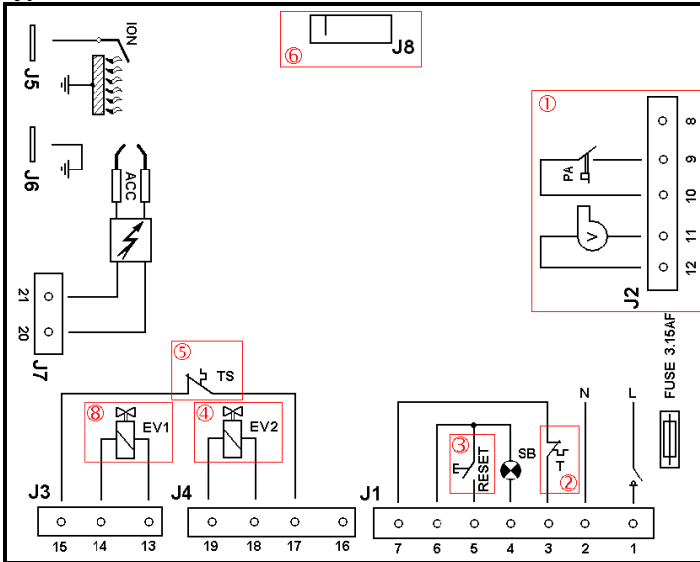 ⑥
J8
ION
J5
J6
ACC
21
20
J7
①
8
9
PA
10
11
V
12
J2
FUSE 3.15AF
⑤
TS
⑧
EV1
④
EV2
③
RESET
SB
②
T
N
L
J3
15 14 13
J4
19 18 17 16
J1
7 6 5 4 3 2 1